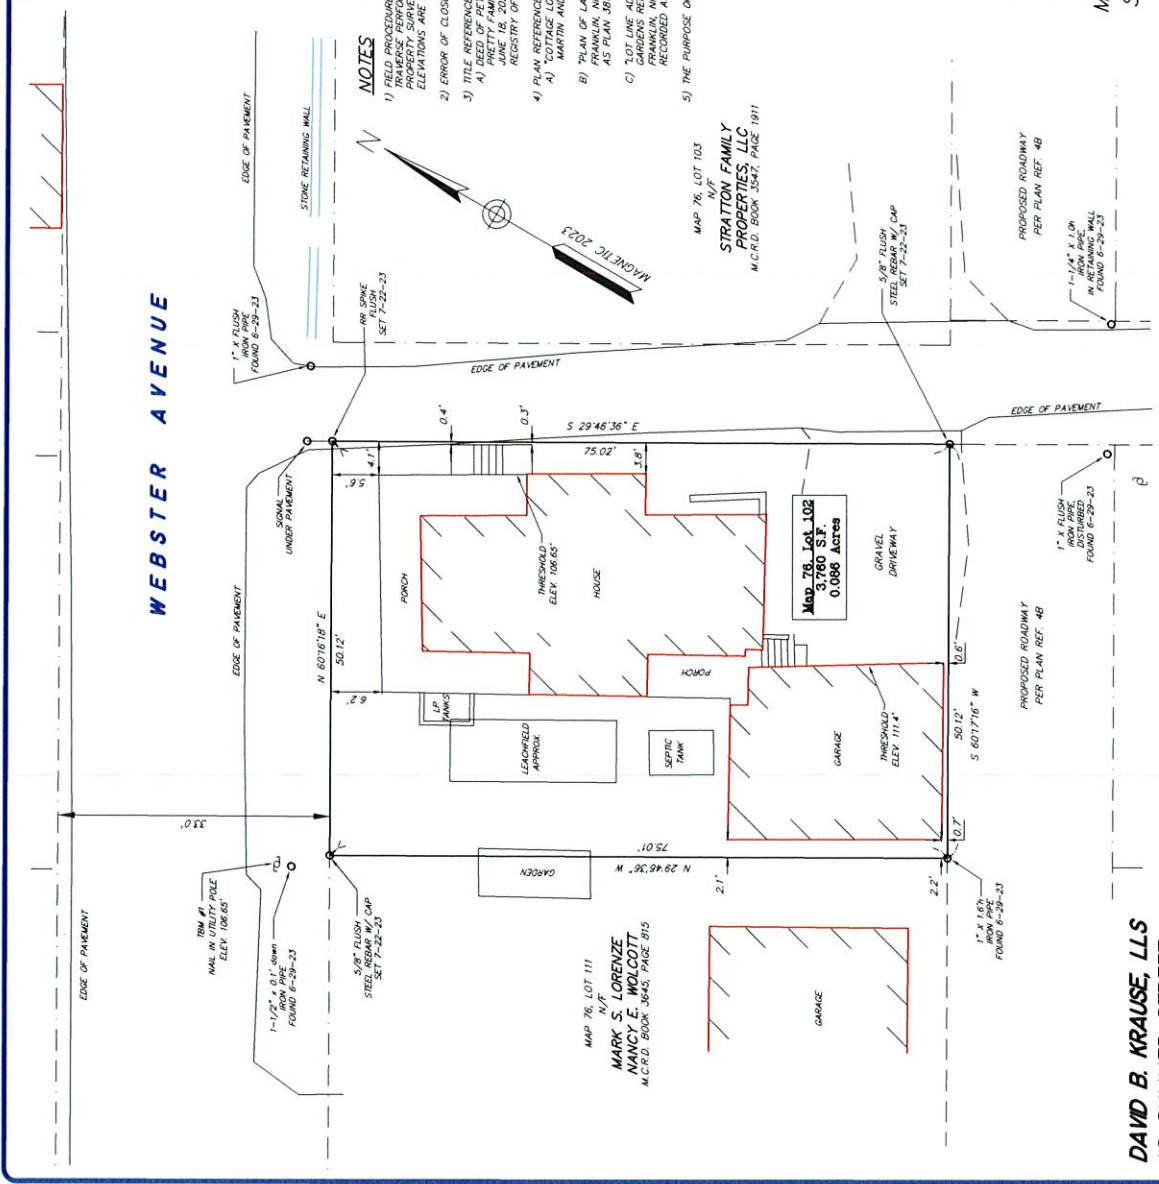 WEBSTER AVENUE
EDGE OF PAVEMENT
TBM #1
NAIL IN UTILITY POLE
ELEV. 106.65'
1-1/2" x 0.1' down
IRON PIPE
FOUND 6-29-23
5/8" FLUSH
STEEL REBAR W/ CAP
SET 7-22-23
33.0'
EDGE OF PAVEMENT
SIGNAL
UNDER PAVEMENT
1" X FLUSH
IRON PIPE
FOUND 6-29-23
EDGE OF PAVEMENT
STONE RETAINING WALL
RR SPIKE
FLUSH
SET 7-22-23
N 60°16'18" E
50.12'
6.2'
5.6'
4.1'
0.4'
0.3'
S 29°46'36" E
75.02'
3.8'
EDGE OF PAVEMENT
PORCH
LP
TANKS
LEACHFIELD
APPROX.
THRESHOLD
ELEV. 106.65'
HOUSE
SEPTIC
TANK
PORCH
GARDEN
N 29°46'36" W
75.01'
2.1'
2.2'
GARAGE
THRESHOLD
ELEV. 111.4'
Map 76, Lot 102
3,760 S.F.
0.086 Acres
GRAVEL
DRIVEWAY
0.7'
50.12'
S 60°17'16" W
0.6'
5/8" FLUSH
STEEL REBAR W/ CAP
SET 7-22-23
EDGE OF PAVEMENT
MAP 76, LOT 111
N/F
MARK S. LORENZE
NANCY E. WOLCOTT
M.C.R.D. BOOK 3645, PAGE 815
GARAGE
1" X 1.6'h
IRON PIPE
FOUND 6-29-23
PROPOSED ROADWAY
PER PLAN REF. 4B
1" X FLUSH
IRON PIPE,
DISTURBED
FOUND 6-29-23
PROPOSED ROADWAY
PER PLAN REF. 4B
1-1/4" X 1.0h
IRON PIPE
IN RETAINING WALL
FOUND 6-29-23
N
MAGNETIC 2023
MAP 76, LOT 103
N/F
STRATTON FAMILY
PROPERTIES, LLC
M.C.R.D. BOOK 3547, PAGE 1911
NOTES
1) FIELD PROCEDURE
TRAVERSE PERFO
PROPERTY SURVE
ELEVATIONS ARE
2) ERROR OF CLOS
3) TITLE REFERENCE
A) DEED OF PET
PRETTY FAMI
JUNE 18, 20
REGISTRY OF
4) PLAN REFERENCE
A) "COTTAGE LO
MARTIN AND
B) "PLAN OF LA
FRANKLIN, N
AS PLAN 38
C) "LOT LINE AD
GARDENS RE
FRANKLIN, N
RECORDED A
5) THE PURPOSE O
DAVID B. KRAUSE, LLS